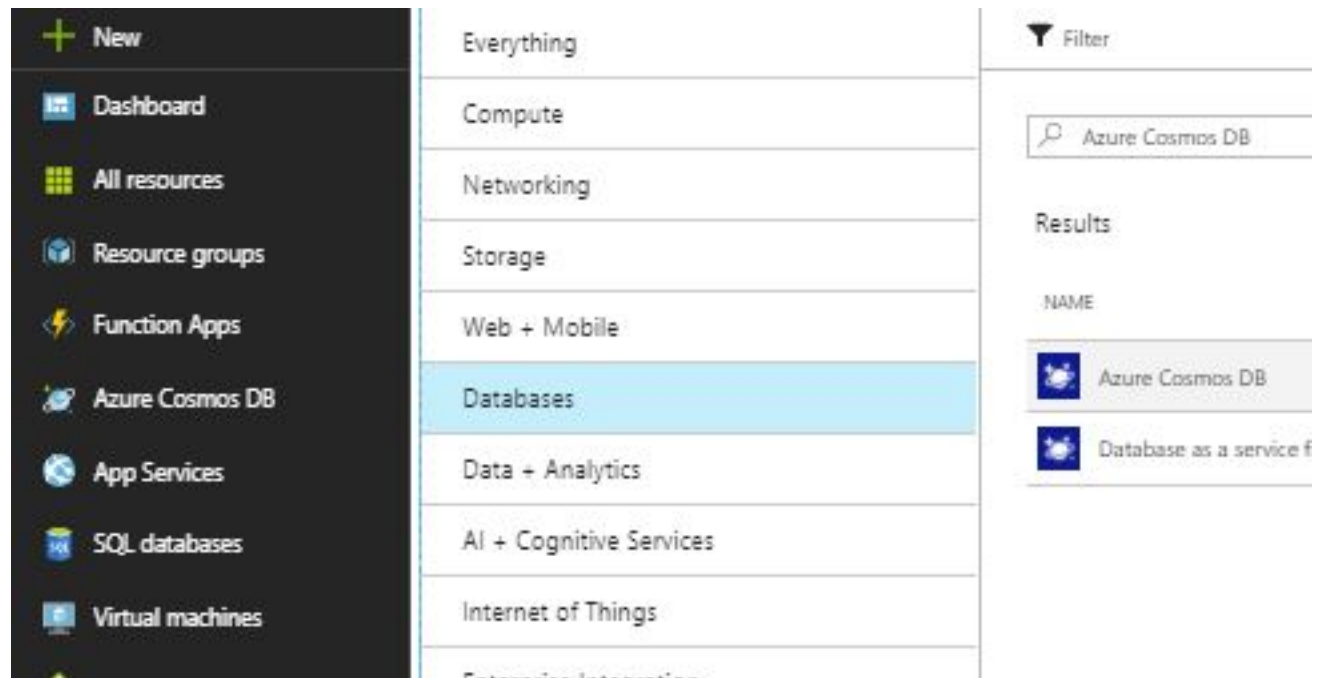 New
Dashboard
All resources
Resource groups
Function Apps
Azure Cosmos DB
App Services
SQL databases
Virtual machines
Everything
Compute
Networking
Storage
Web + Mobile
Databases
Data + Analytics
AI + Cognitive Services
Internet of Things
Filter
Azure Cosmos DB
Results
NAME
Azure Cosmos DB
Database as a service f